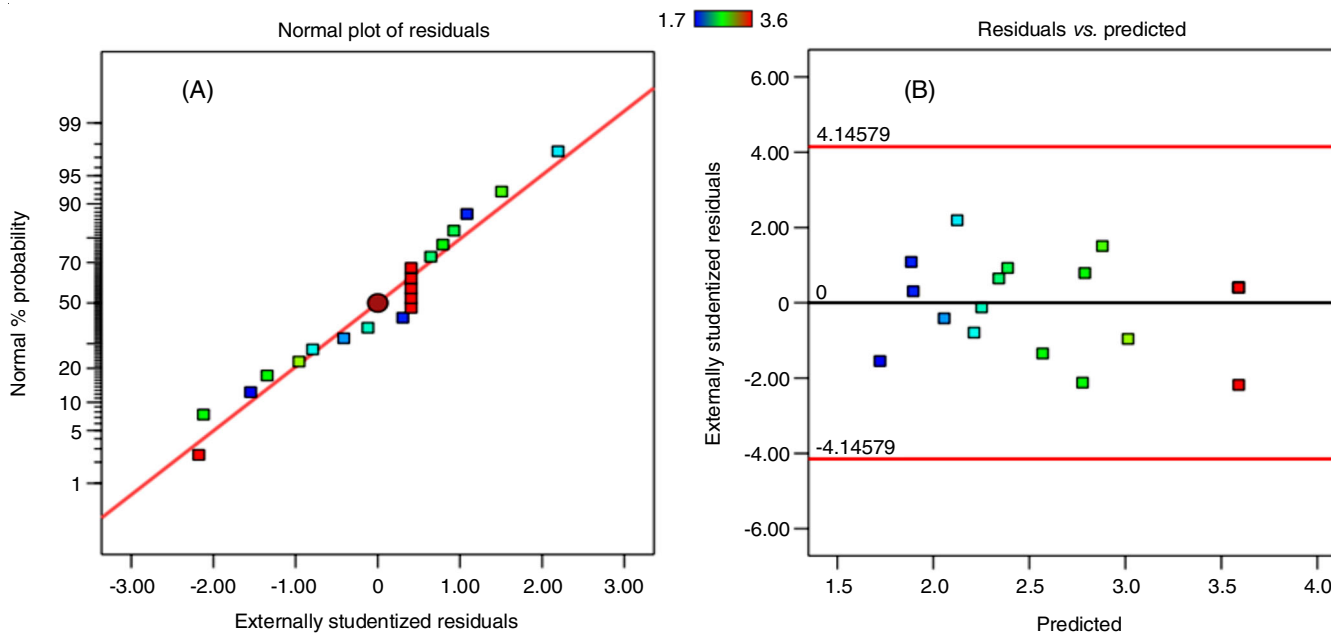 1.7 3.6
Normal plot of residuals
(A)
Normal % probability
99
95
90
70
50
20
10
5
1
-3.00 -2.00 -1.00 0 1.00 2.00 3.00
Externally studentized residuals
Residuals vs. predicted
(B)
Externally studentized residuals
6.00
4.00
2.00
0
-2.00
-4.00
-6.00
4.14579
0
-4.14579
1.5 2.0 2.5 3.0 3.5 4.0
Predicted